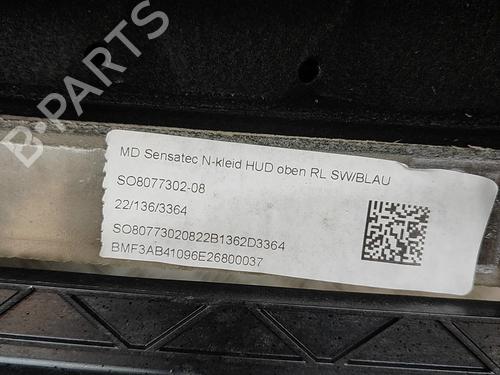 B-PARTS
MD Sensatec N-kleid HUD oben RL SW/BLAU
SO8077302-08
22/136/3364
SO80773020822B1362D3364
BMF3AB41096E26800037